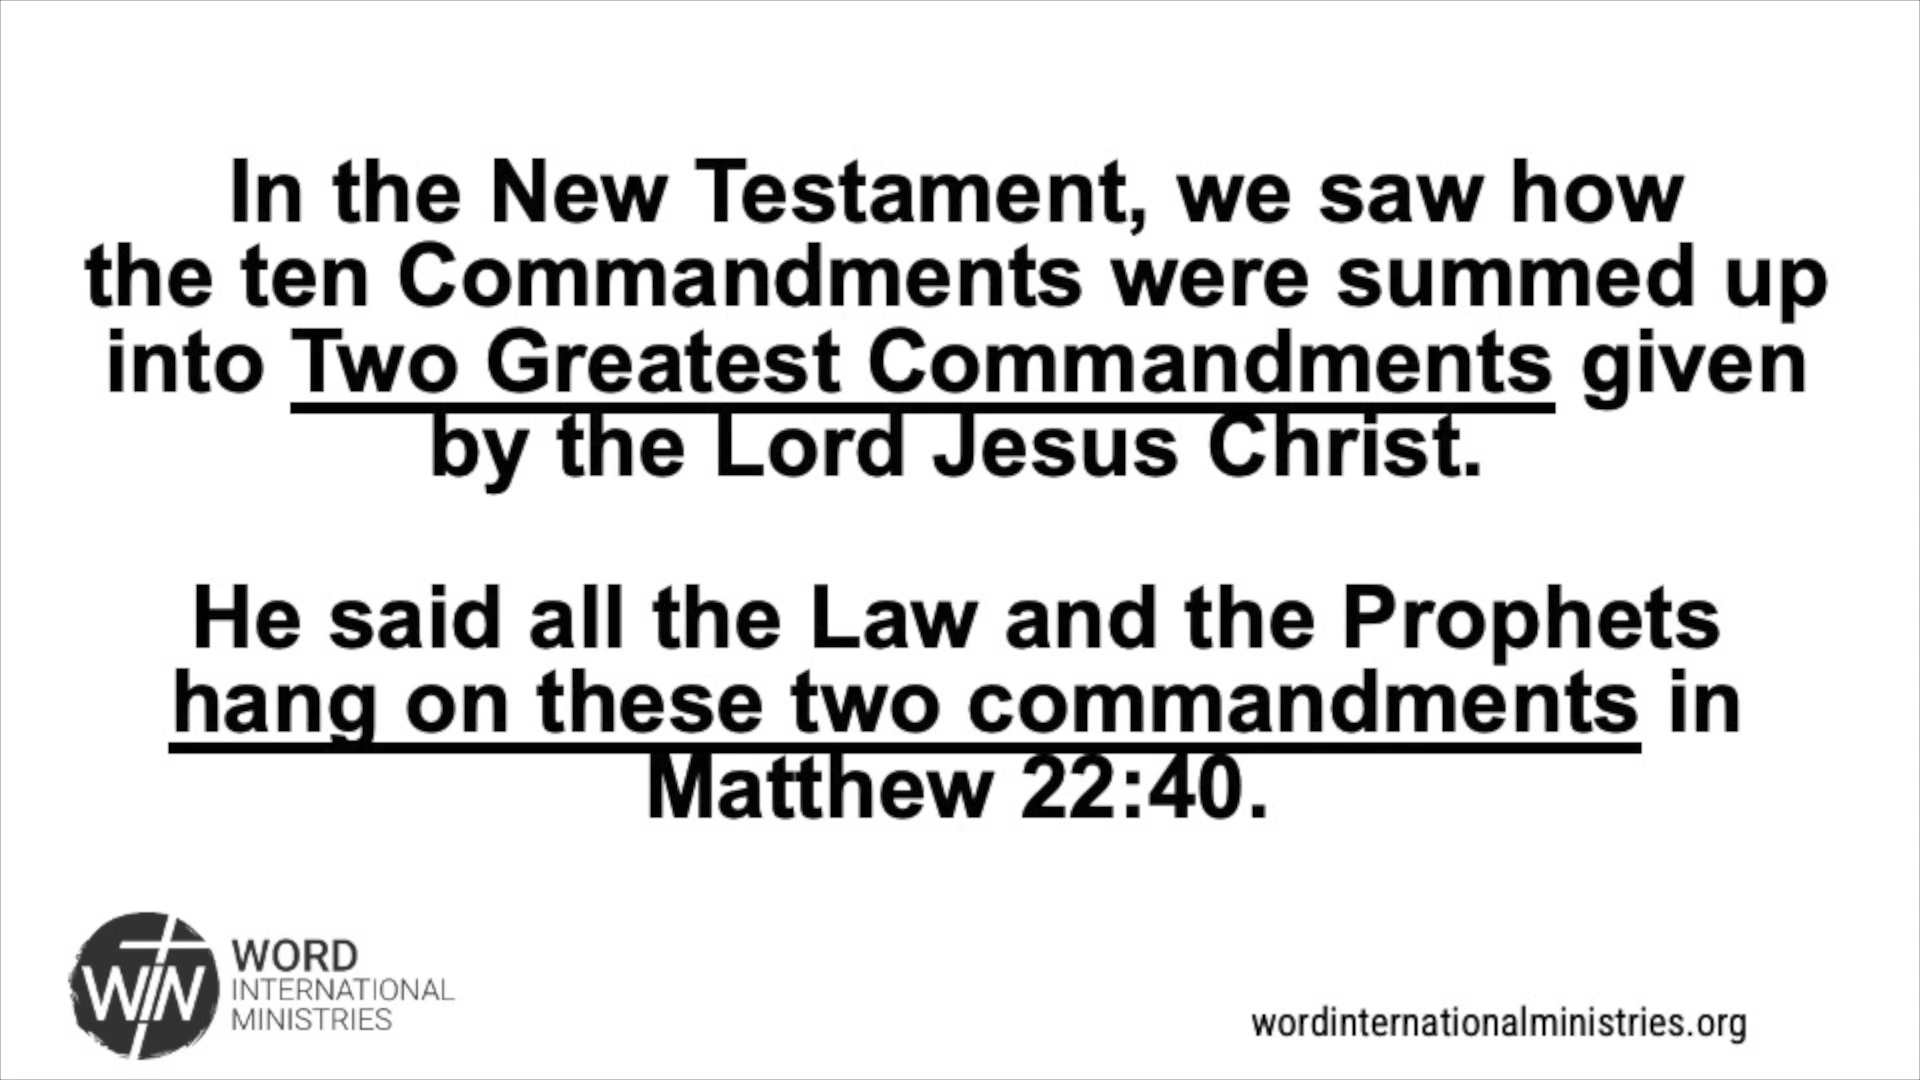 In the New Testament, we saw how
the ten Commandments were summed up
into Two Greatest Commandments given
by the Lord Jesus Christ.
He said all the Law and the Prophets
hang on these two commandments in
Matthew 22:40.
WIN
WORD
INTERNATIONAL
MINISTRIES
wordinternationalministries.org